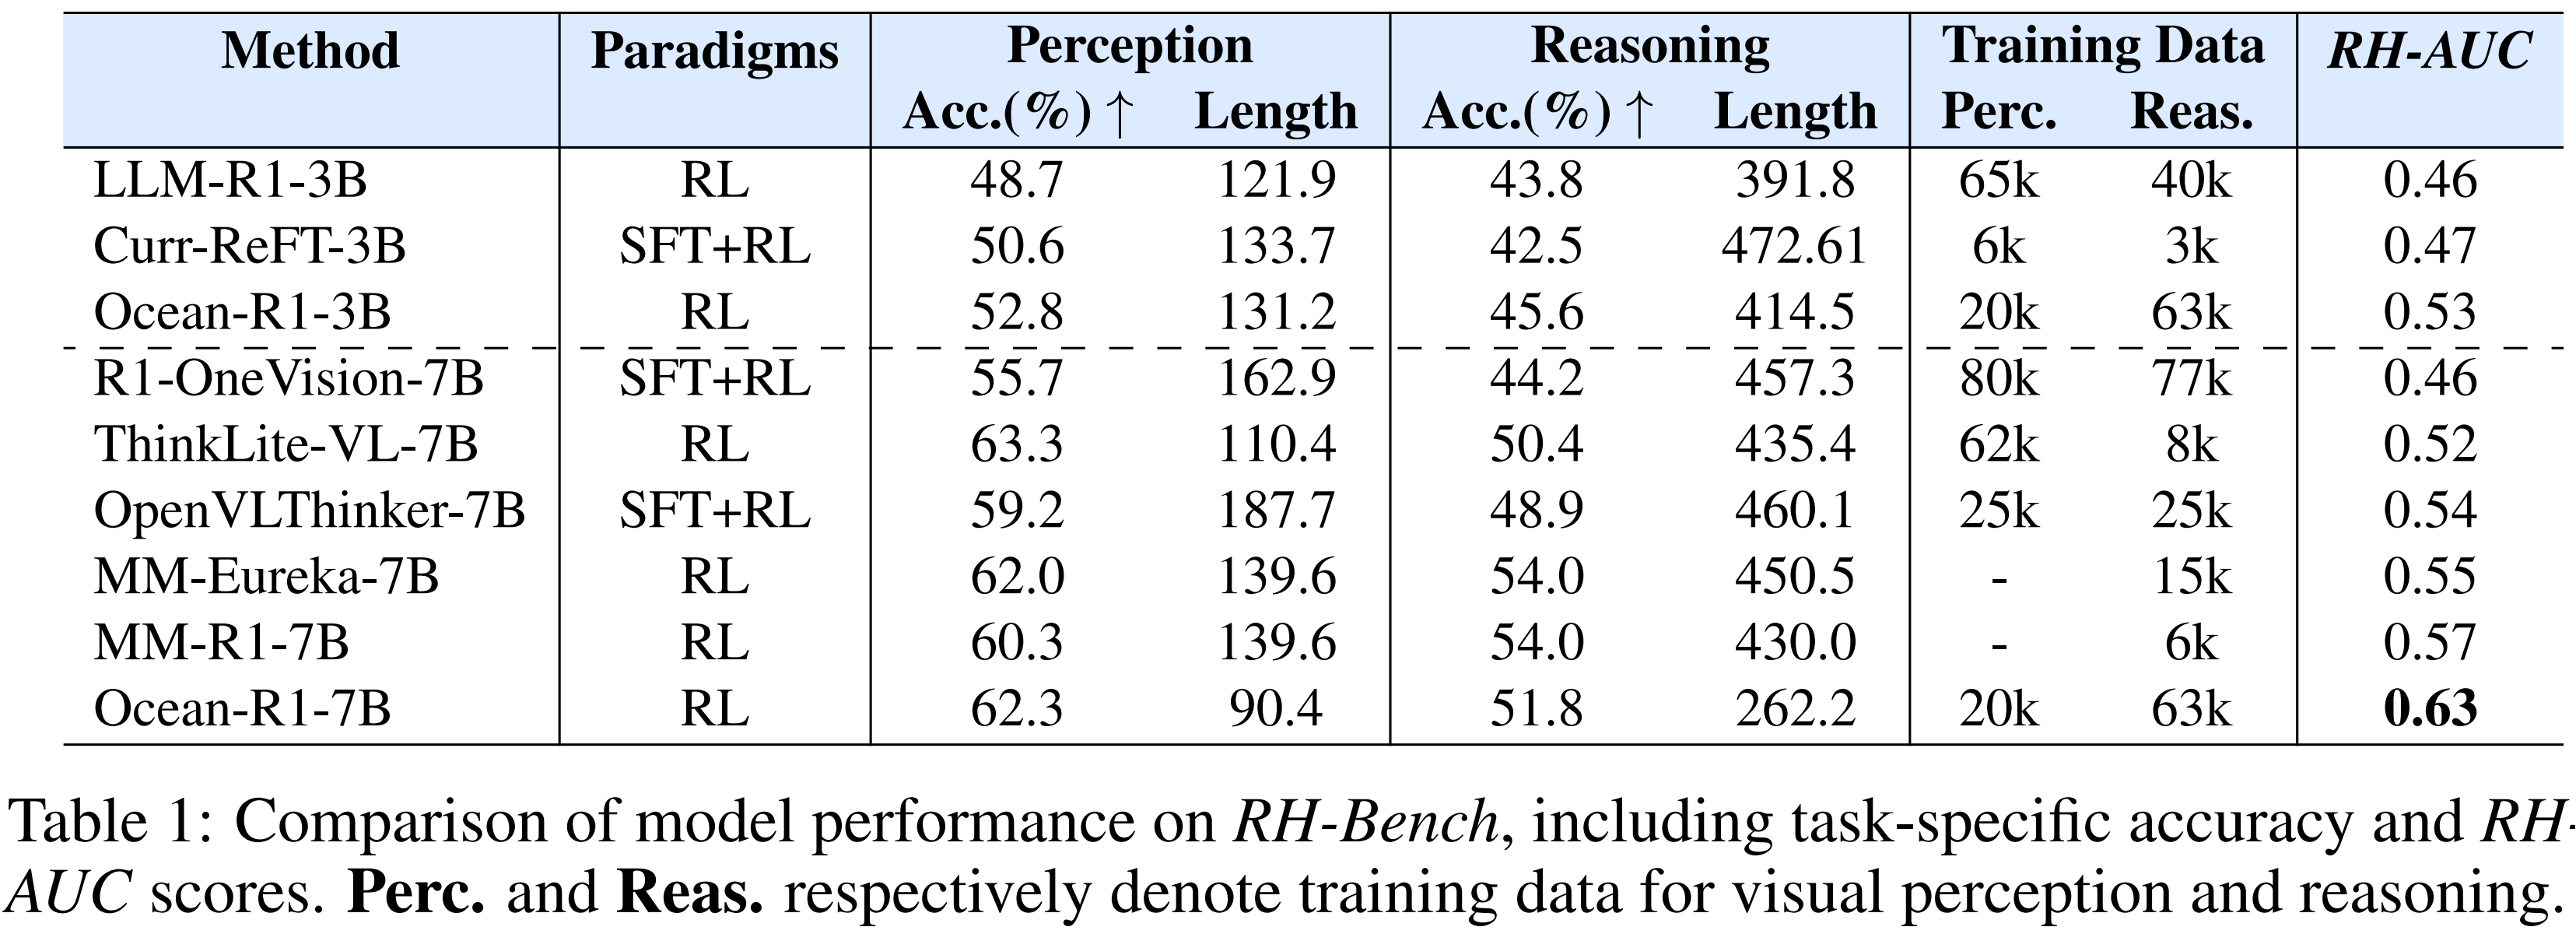 Method Paradigms Perception Reasoning Training Data RH-AUC
Acc.(%) ↑ Length Acc.(%) ↑ Length Perc. Reas.
LLM-R1-3B RL 48.7 121.9 43.8 391.8 65k 40k 0.46
Curr-ReFT-3B SFT+RL 50.6 133.7 42.5 472.61 6k 3k 0.47
Ocean-R1-3B RL 52.8 131.2 45.6 414.5 20k 63k 0.53
R1-OneVision-7B SFT+RL 55.7 162.9 44.2 457.3 80k 77k 0.46
ThinkLite-VL-7B RL 63.3 110.4 50.4 435.4 62k 8k 0.52
OpenVLThinker-7B SFT+RL 59.2 187.7 48.9 460.1 25k 25k 0.54
MM-Eureka-7B RL 62.0 139.6 54.0 450.5 - 15k 0.55
MM-R1-7B RL 60.3 139.6 54.0 430.0 - 6k 0.57
Ocean-R1-7B RL 62.3 90.4 51.8 262.2 20k 63k 0.63
Table 1: Comparison of model performance on RH-Bench, including task-specific accuracy and RH-
AUC scores. Perc. and Reas. respectively denote training data for visual perception and reasoning.